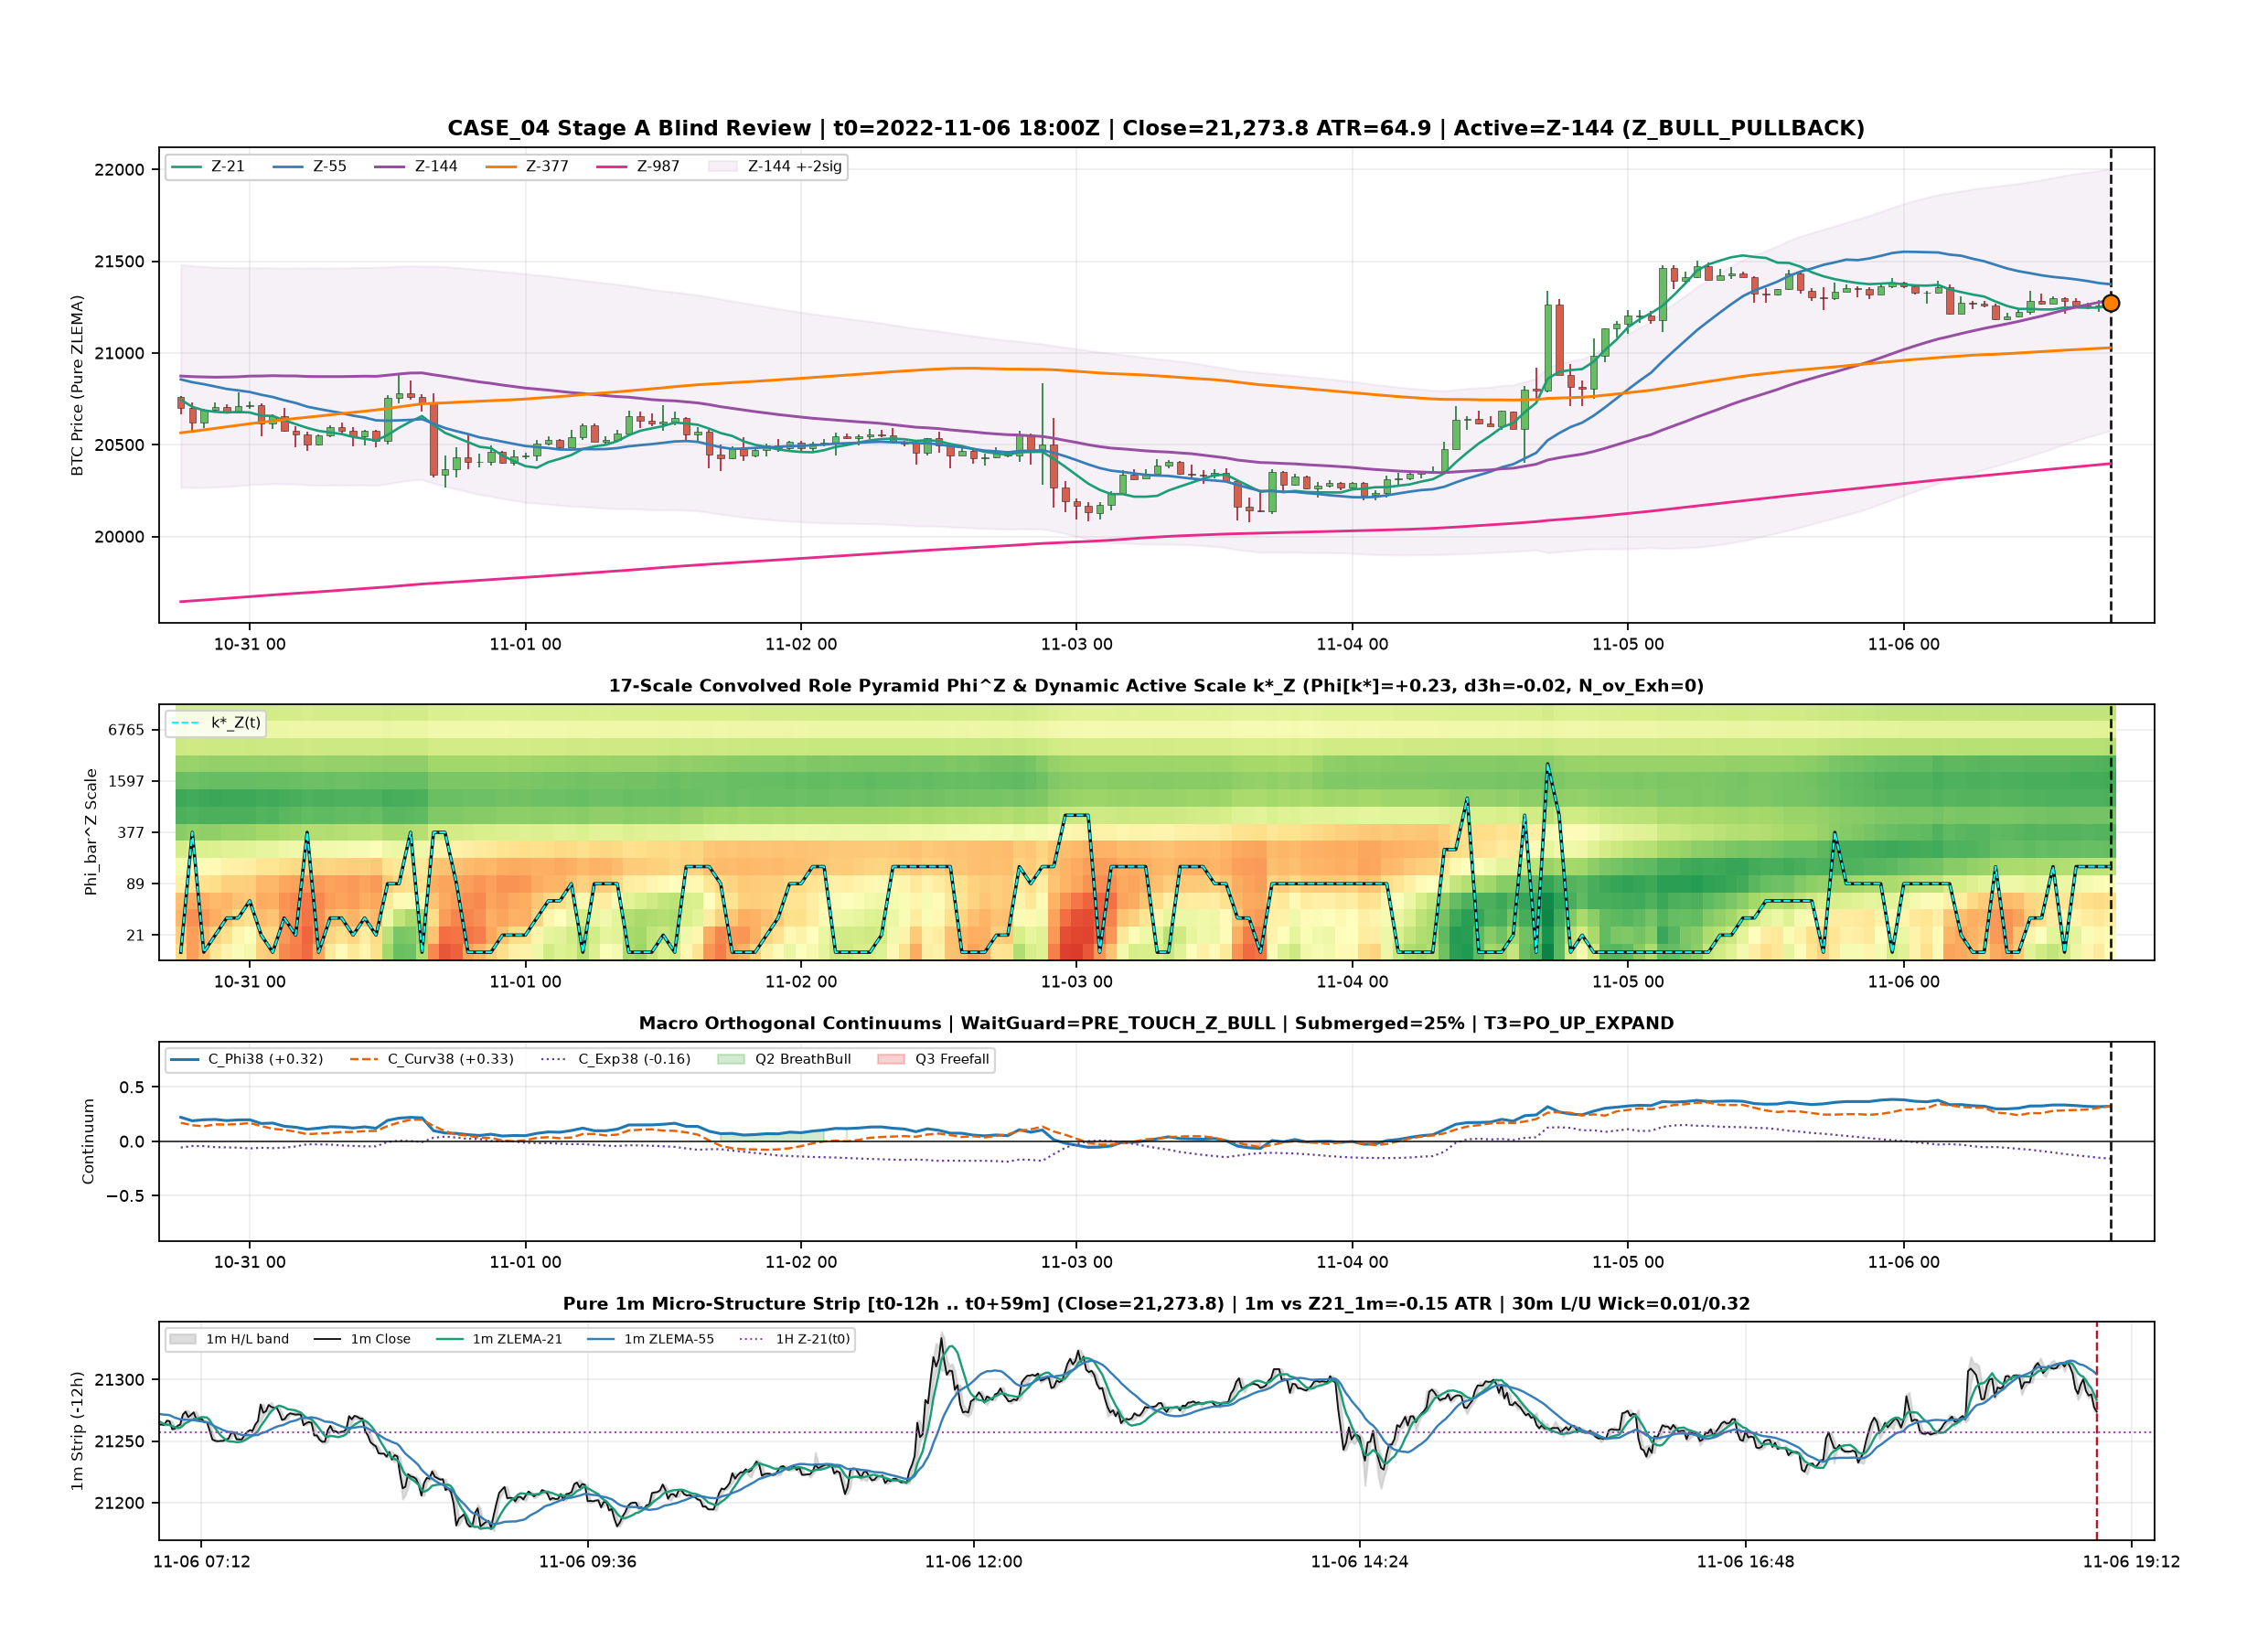 CASE_04 Stage A Blind Review | t0=2022-11-06 18:00Z | Close=21,273.8 ATR=64.9 | Active=Z-144 (Z_BULL_PULLBACK)
Z-21 Z-55 Z-144 Z-377 Z-987 Z-144 +-2sig
BTC Price (Pure ZLEMA)
22000
21500
21000
20500
20000
10-31 00 11-01 00 11-02 00 11-03 00 11-04 00 11-05 00 11-06 00
17-Scale Convolved Role Pyramid Phi^Z & Dynamic Active Scale k*_Z (Phi[k*]=+0.23, d3h=-0.02, N_ov_Exh=0)
k*_Z(t)
Phi_bar^Z Scale
6765
1597
377
89
21
10-31 00 11-01 00 11-02 00 11-03 00 11-04 00 11-05 00 11-06 00
Macro Orthogonal Continuums | WaitGuard=PRE_TOUCH_Z_BULL | Submerged=25% | T3=PO_UP_EXPAND
C_Phi38 (+0.32) C_Curv38 (+0.33) C_Exp38 (-0.16) Q2 BreathBull Q3 Freefall
Continuum
0.5
0.0
−0.5
10-31 00 11-01 00 11-02 00 11-03 00 11-04 00 11-05 00 11-06 00
Pure 1m Micro-Structure Strip [t0-12h .. t0+59m] (Close=21,273.8) | 1m vs Z21_1m=-0.15 ATR | 30m L/U Wick=0.01/0.32
1m H/L band 1m Close 1m ZLEMA-21 1m ZLEMA-55 1H Z-21(t0)
1m Strip (-12h)
21300
21250
21200
11-06 07:12 11-06 09:36 11-06 12:00 11-06 14:24 11-06 16:48 11-06 19:12